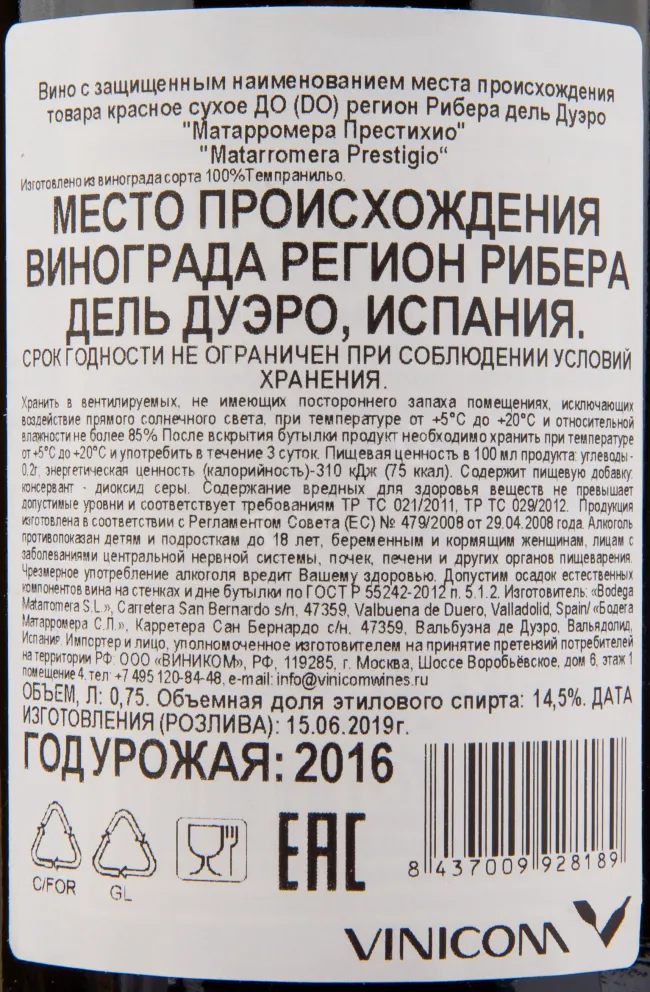 Вино с защищенным наименованием места происхождения
товара красное сухое ДО (DO) регион Рибера дель Дуэро
"Матарромера Престихио"
"Matarromera Prestigio“
Изготовлено из винограда сорта 100%Темпранильо.
МЕСТО ПРОИСХОЖДЕНИЯ
ВИНОГРАДА РЕГИОН РИБЕРА
ДЕЛЬ ДУЭРО, ИСПАНИЯ.
СРОК ГОДНОСТИ НЕ ОГРАНИЧЕН ПРИ СОБЛЮДЕНИИ УСЛОВИЙ
ХРАНЕНИЯ.
Хранить в вентилируемых, не имеющих постороннего запаха помещениях, исключающих
воздействие прямого солнечного света, при температуре от +5°С до +20°С и относительной
влажности не более 85% После вскрытия бутылки продукт необходимо хранить при температуре
от +5°С до +20°С и употребить в течение 3 суток. Пищевая ценность в 100 мл продукта: углеводы-
0,2г, энергетическая ценность (калорийность)-310 кДж (75 ккал). Содержит пищевую добавку:
консервант - диоксид серы. Содержание вредных для здоровья веществ не превышает
допустимые уровни и соответствует требованиям ТР ТС 021/2011, ТР ТС 029/2012. Продукция
изготовлена в соответствии с Регламентом Совета (ЕС) № 479/2008 от 29.04.2008 года. Алкоголь
противопоказан детям и подросткам до 18 лет, беременным и кормящим женщинам, лицам с
заболеваниями центральной нервной системы, почек, печени и других органов пищеварения.
Чрезмерное употребление алкоголя вредит Вашему здоровью. Допустим осадок естественных
компонентов вина на стенках и дне бутылки по ГОСТ Р 55242-2012 п. 5.1.2. Изготовитель: «Bodega
Matarromera S.L.», Carretera San Bernardo s/n, 47359, Valbuena de Duero, Valladolid, Spain/ «Бодега
Матарромера С.Л.», Карретера Сан Бернардо с/н, 47359, Вальбуэна де Дуэро, Вальядолид,
Испания. Импортер и лицо, уполномоченное изготовителем на принятие претензий потребителей
на территории РФ: ООО «ВИНИКОМ», РФ, 119285, г. Москва, Шоссе Воробьёвское, дом 6, этаж 1
помещение 4. тел: +7 495 120-84-48, e-mail: info@vinicomwines.ru
ОБЪЕМ, Л: 0,75. Объемная доля этилового спирта: 14,5%. ДАТА
ИЗГОТОВЛЕНИЯ (РОЗЛИВА): 15.06.2019г.
ГОД УРОЖАЯ: 2016
C/FOR
GL
EAC
8 437009 928189
VINICOM